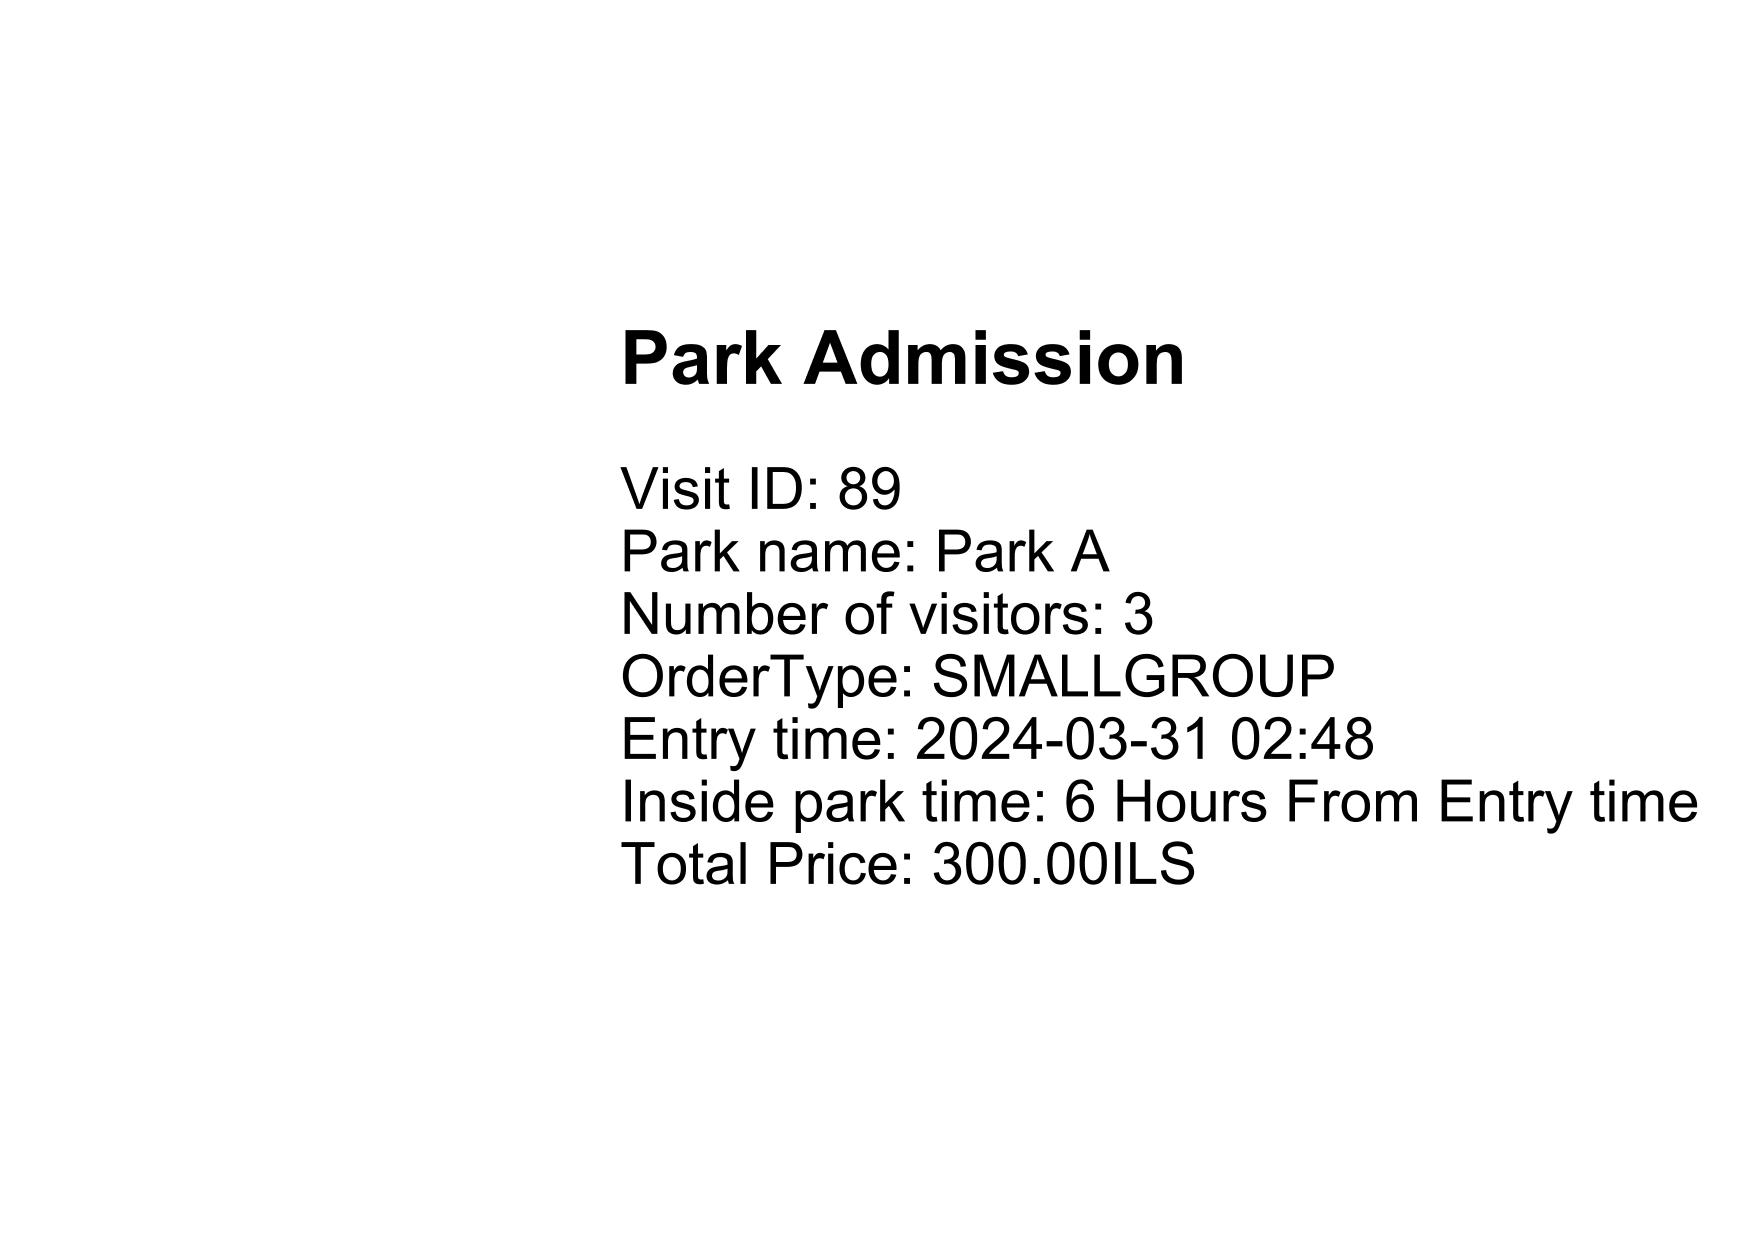 Park Admission
Visit ID: 89
Park name: Park A
Number of visitors: 3
OrderType: SMALLGROUP
Entry time: 2024-03-31 02:48
Inside park time: 6 Hours From Entry time
Total Price: 300.00ILS